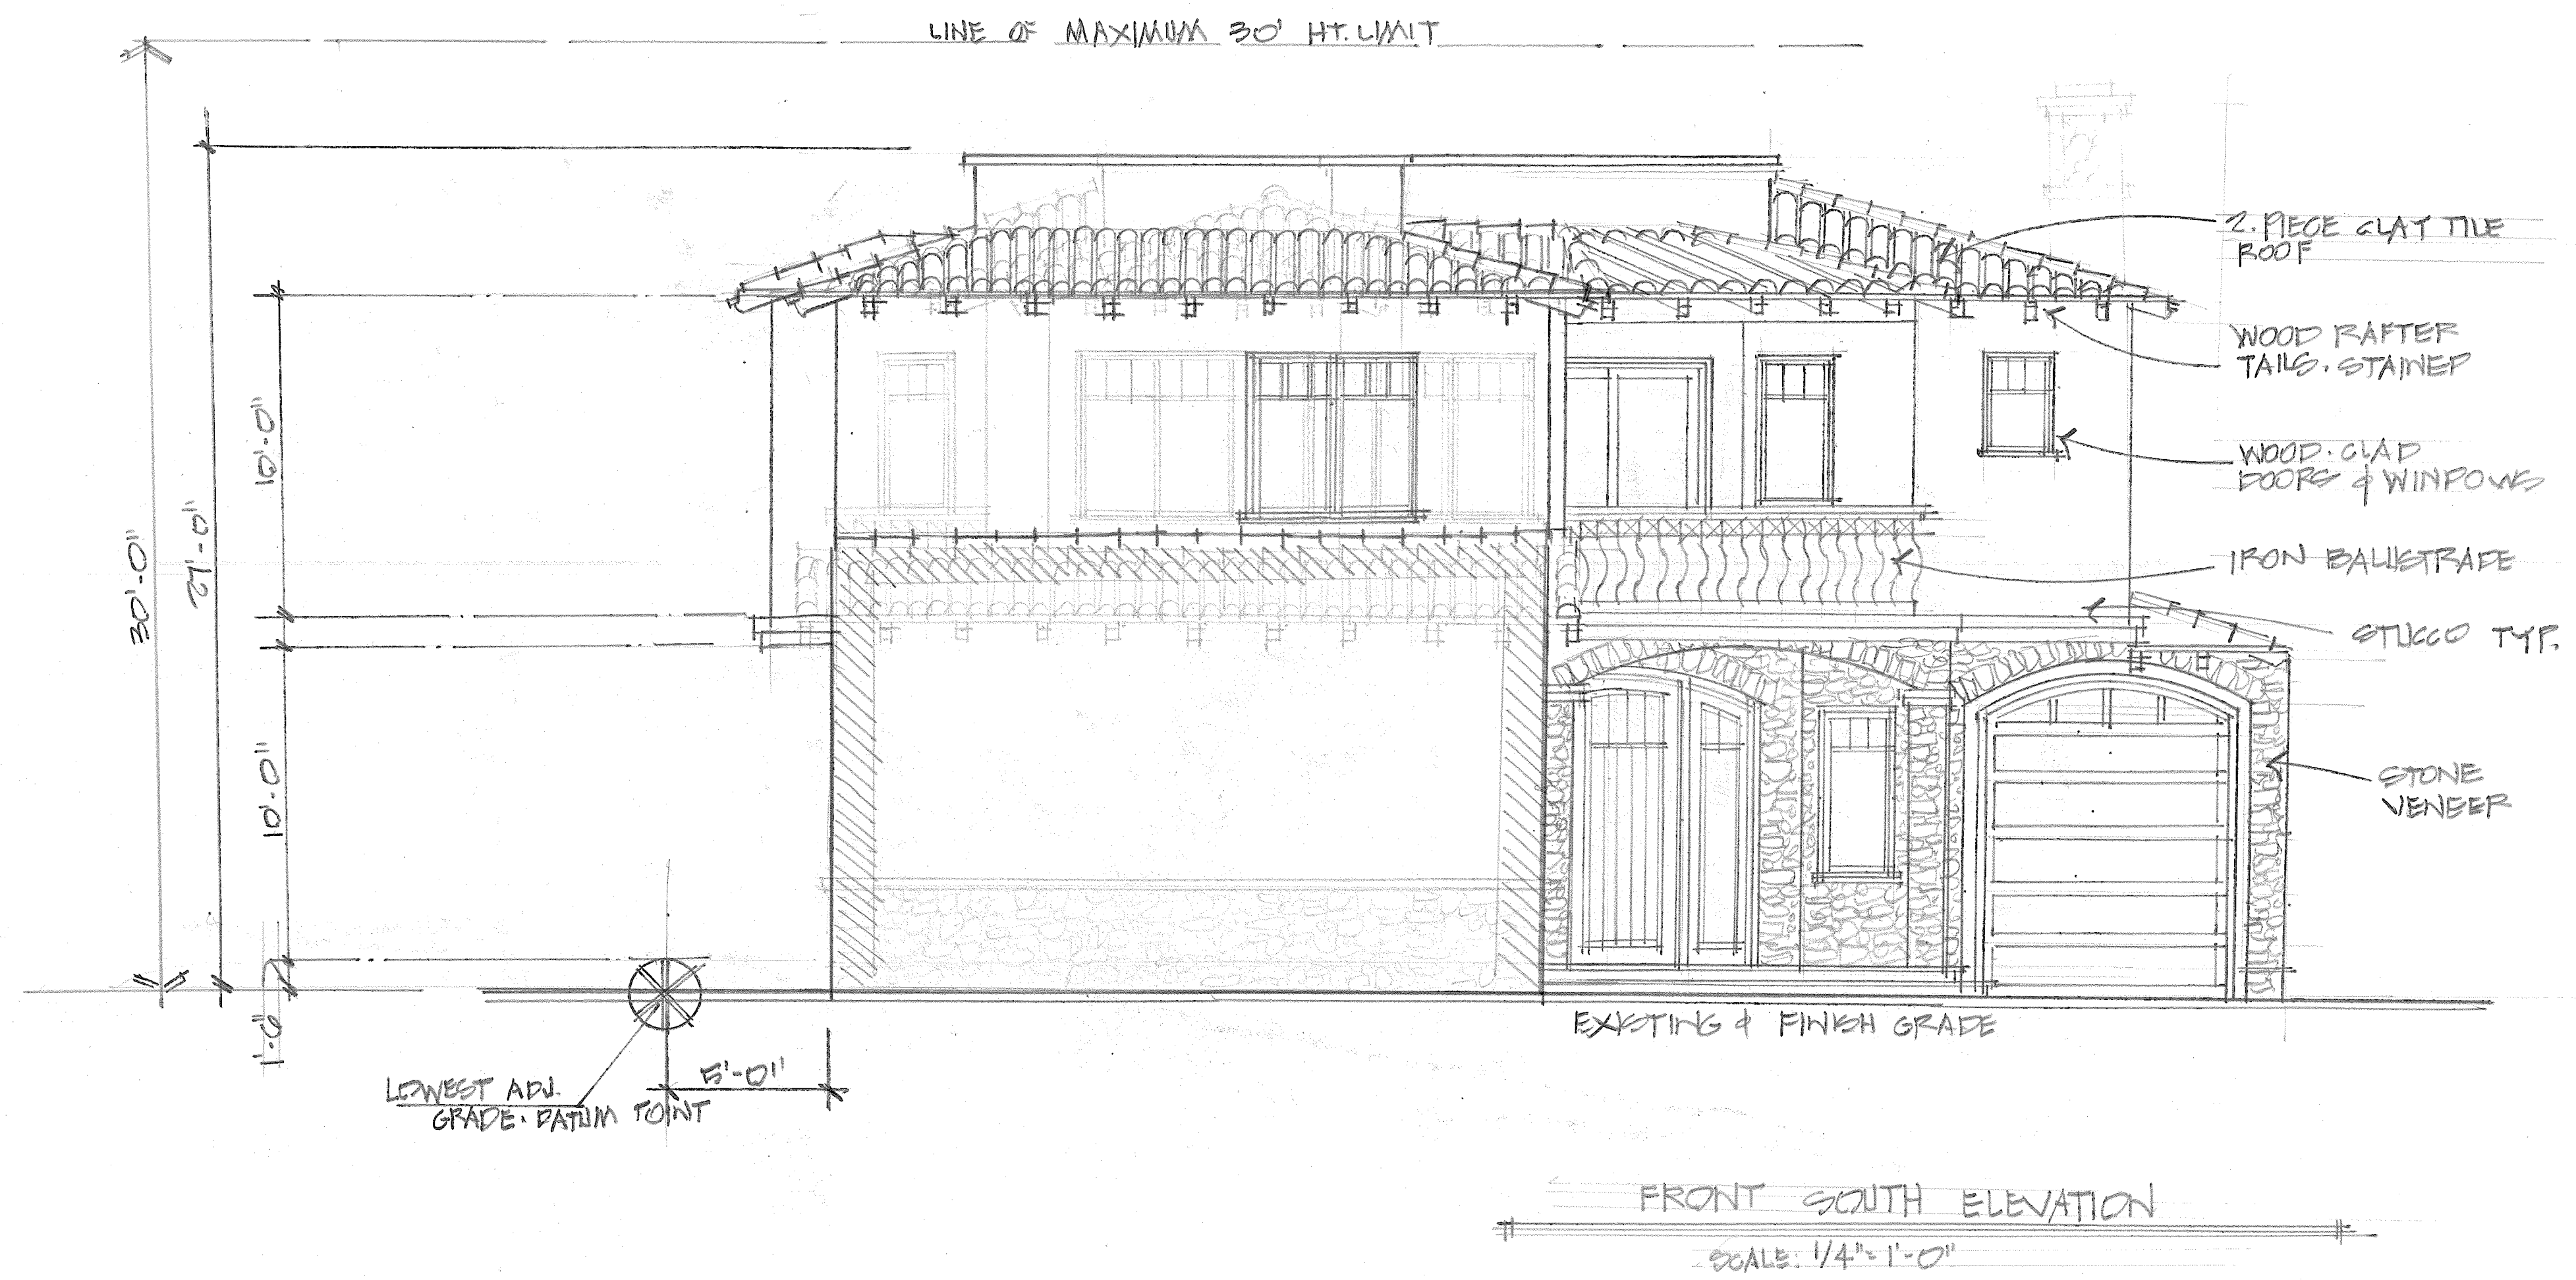 LINE OF MAXIMUM 30' HT. LIMIT
2. PIECE CLAY TILE
ROOF
WOOD RAFTER
TAILS. STAINED
WOOD. CLAD
DOORS & WINDOWS
IRON BALUSTRADE
STUCCO TYP.
STONE
VENEER
30'-0"
27'-0"
10'-0"
10'-0"
1'-6"
5'-0"
LOWEST ADJ.
GRADE. DATUM POINT
EXISTING & FINISH GRADE
FRONT SOUTH ELEVATION
SCALE: 1/4"= 1'-0"